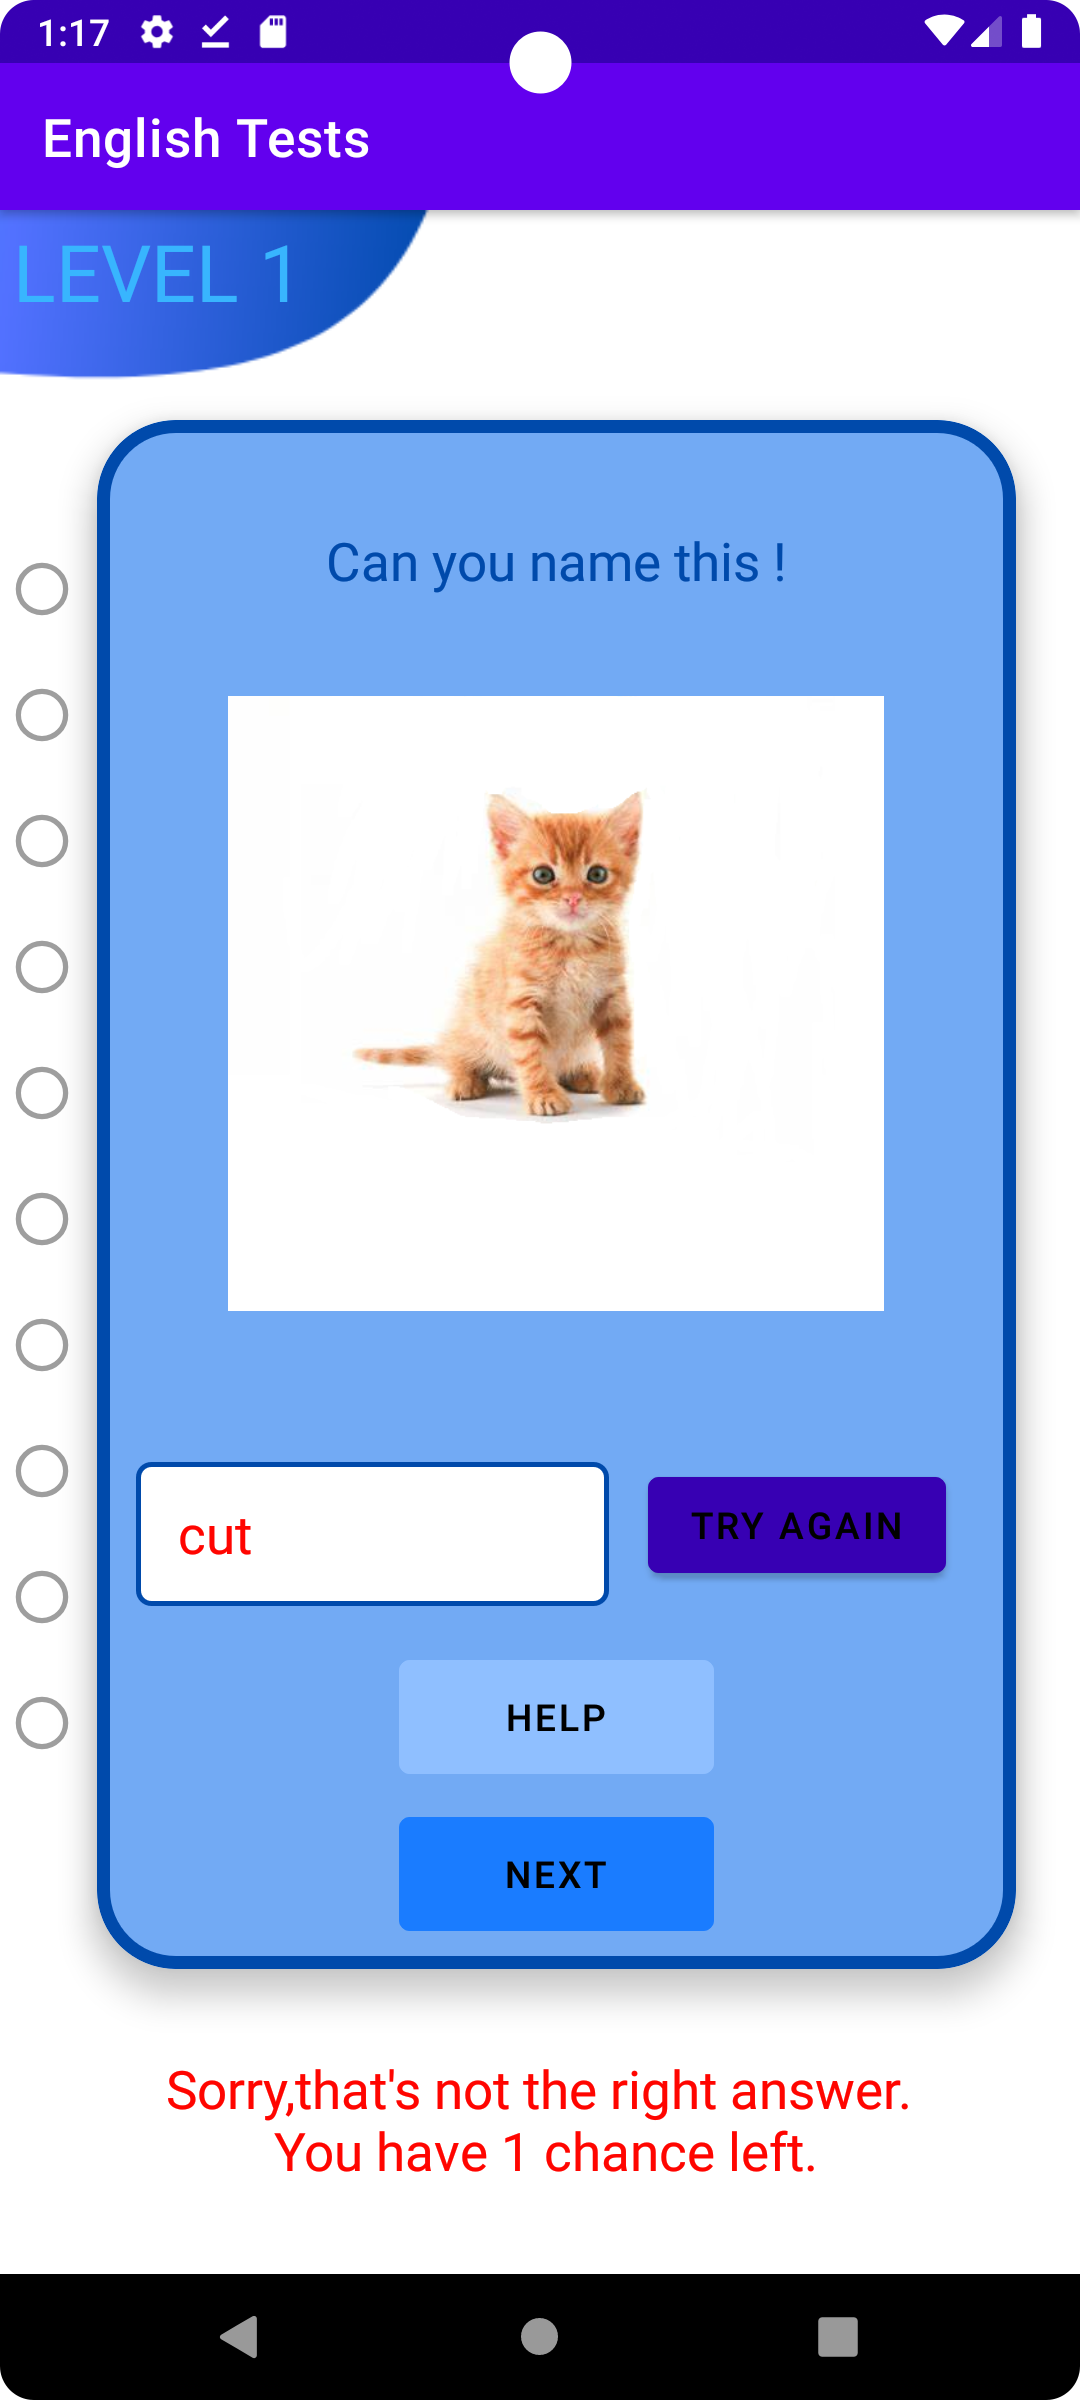 1:17
English Tests
LEVEL 1
Can you name this !
cut
TRY AGAIN
HELP
NEXT
Sorry,that's not the right answer.
You have 1 chance left.